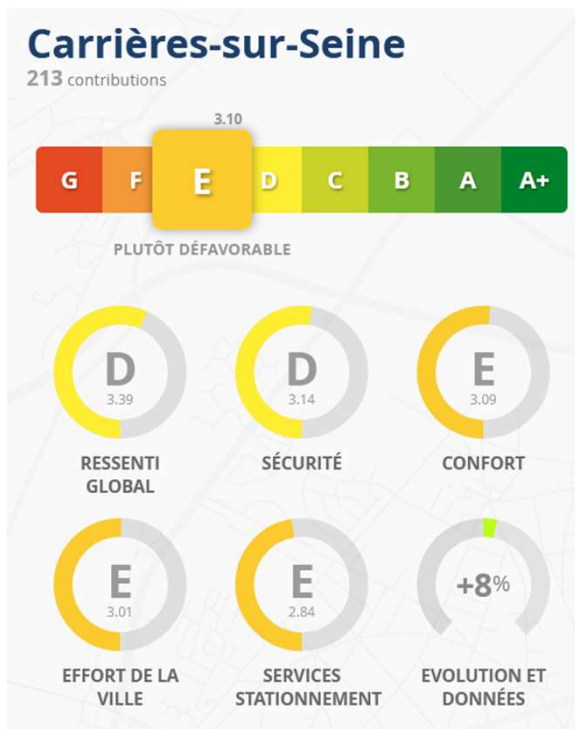 Carrières-sur-Seine
213 contributions
3.10
G F E D C B A A+
PLUTÔT DÉFAVORABLE
D D E
3.39 3.14 3.09
RESSENTI SÉCURITÉ CONFORT
GLOBAL
E E +8%
3.01 2.84
EFFORT DE LA SERVICES EVOLUTION ET
VILLE STATIONNEMENT DONNÉES